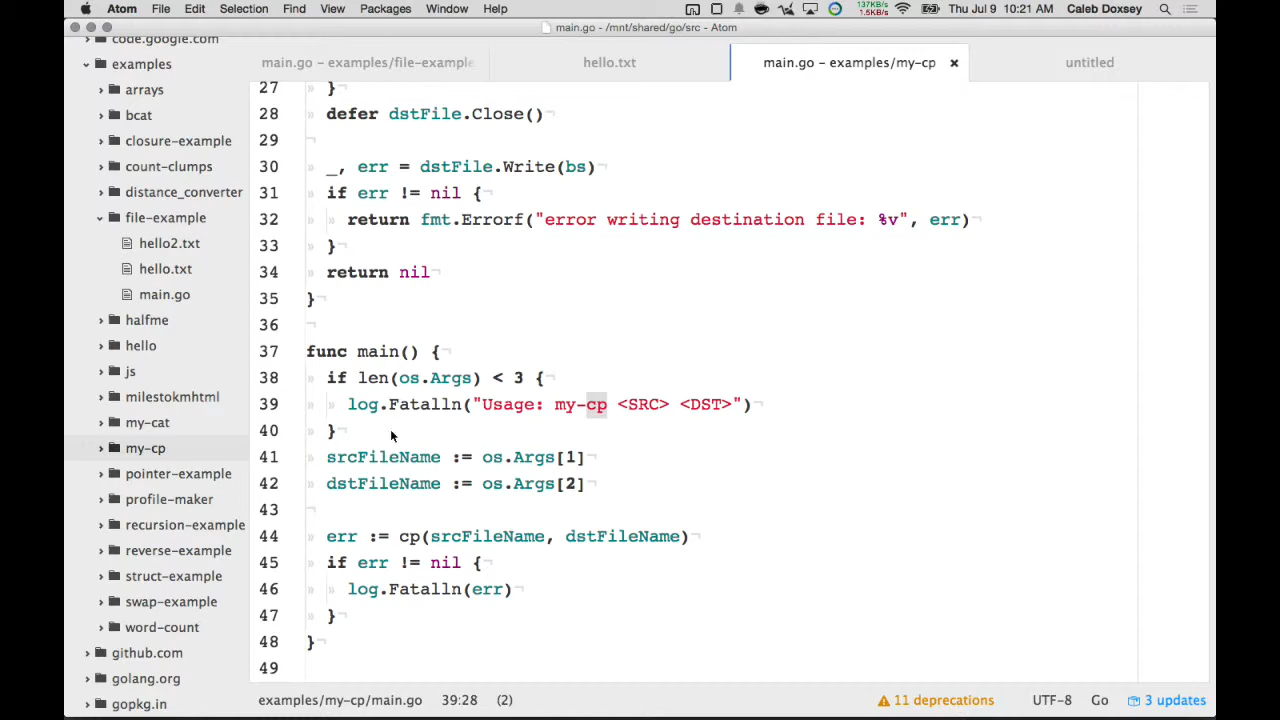 Atom File Edit Selection Find View Packages Window Help 137KB/s 1.5KB/s Thu Jul 9 10:21 AM Caleb Doxsey
main.go - /mnt/shared/go/src - Atom
code.google.com
examples
arrays
bcat
closure-example
count-clumps
distance_converter
file-example
hello2.txt
hello.txt
main.go
halfme
hello
js
milestokmhtml
my-cat
my-cp
pointer-example
profile-maker
recursion-example
reverse-example
struct-example
swap-example
word-count
github.com
golang.org
gopkg.in
main.go – examples/file-example
hello.txt
main.go – examples/my-cp
untitled
27 }
28 defer dstFile.Close()
29
30 _, err = dstFile.Write(bs)
31 if err != nil {
32 return fmt.Errorf("error writing destination file: %v", err)
33 }
34 return nil
35 }
36
37 func main() {
38 if len(os.Args) < 3 {
39 log.Fatalln("Usage: my-cp <SRC> <DST>")
40 }
41 srcFileName := os.Args[1]
42 dstFileName := os.Args[2]
43
44 err := cp(srcFileName, dstFileName)
45 if err != nil {
46 log.Fatalln(err)
47 }
48 }
49
examples/my-cp/main.go 39:28 (2) 11 deprecations UTF-8 Go 3 updates